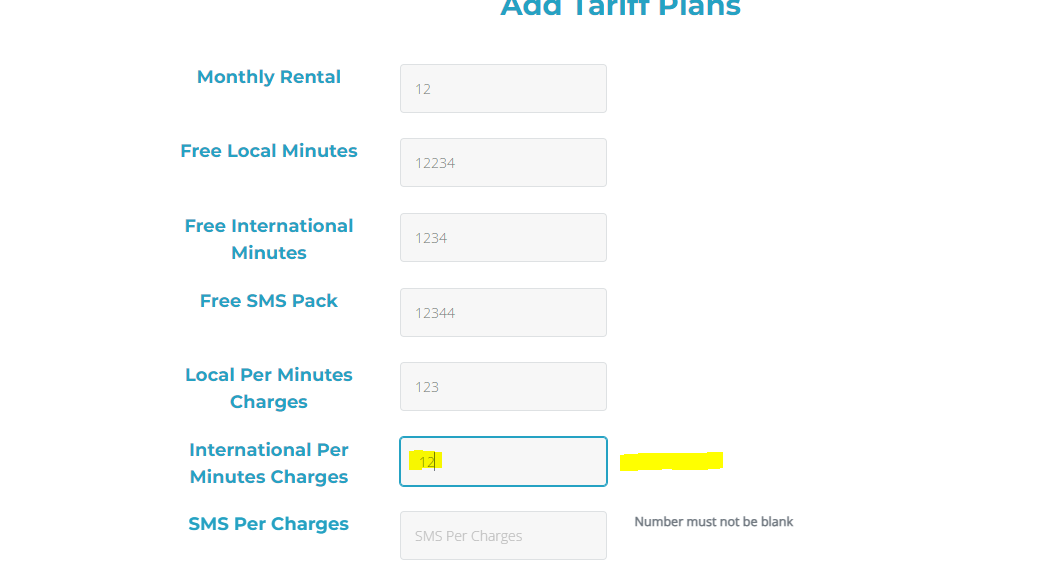 Add Tariff Plans
Monthly Rental
12
Free Local Minutes
12234
Free International
Minutes
1234
Free SMS Pack
12344
Local Per Minutes
Charges
123
International Per
Minutes Charges
12
SMS Per Charges
SMS Per Charges
Number must not be blank